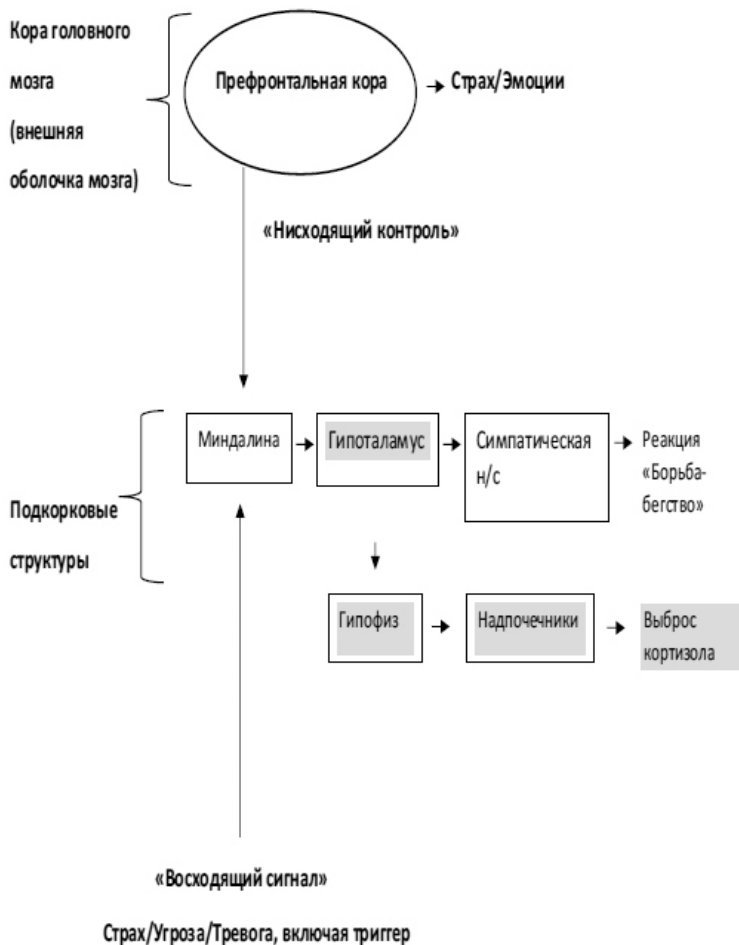 Кора головного
мозга
(внешняя
оболочка мозга)
Префронтальная кора
Страх/Эмоции
«Нисходящий контроль»
Подкорковые
структуры
Миндалина
Гипоталамус
Симпатическая
н/с
Реакция
«Борьба-
бегство»
Гипофиз
Надпочечники
Выброс
кортизола
«Восходящий сигнал»
Страх/Угроза/Тревога, включая триггер